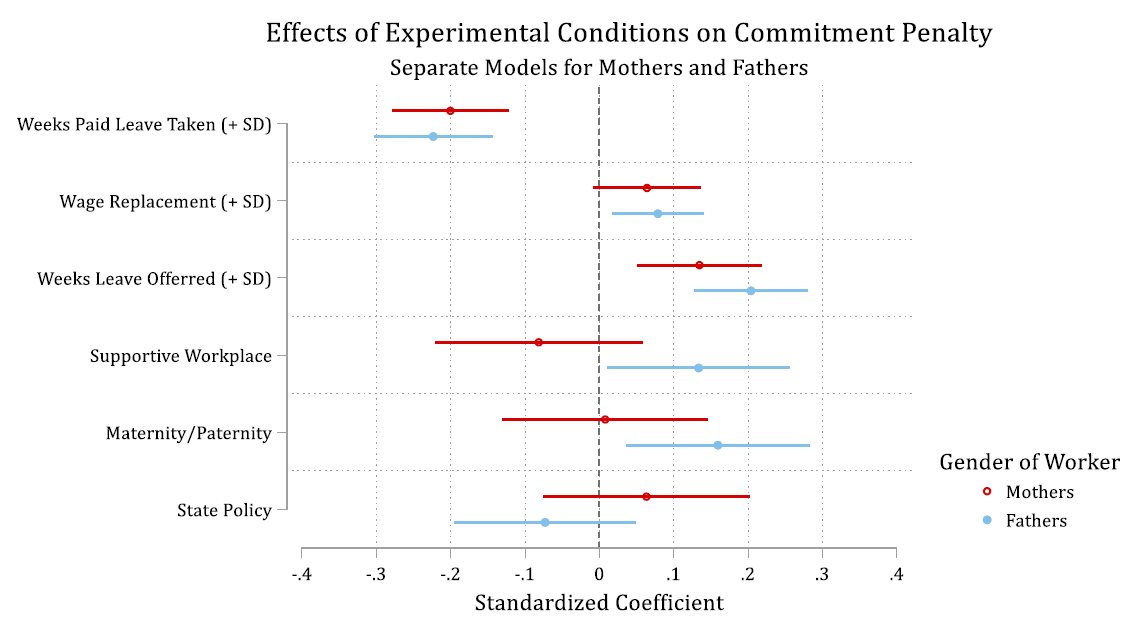 Effects of Experimental Conditions on Commitment Penalty
Separate Models for Mothers and Fathers
Weeks Paid Leave Taken (+ SD)
Wage Replacement (+ SD)
Weeks Leave Offerred (+ SD)
Supportive Workplace
Maternity/Paternity
State Policy
Gender of Worker
Mothers
Fathers
-.4 -.3 -.2 -.1 0 .1 .2 .3 .4
Standardized Coefficient